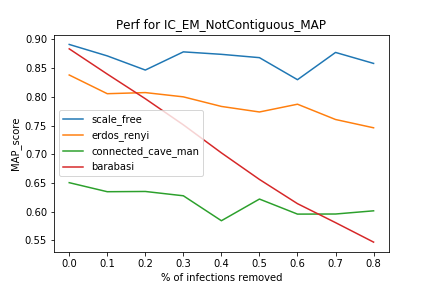 Perf for IC_EM_NotContiguous_MAP
MAP_score
0.90
0.85
0.80
0.75
0.70
0.65
0.60
0.55
scale_free
erdos_renyi
connected_cave_man
barabasi
0.0 0.1 0.2 0.3 0.4 0.5 0.6 0.7 0.8
% of infections removed